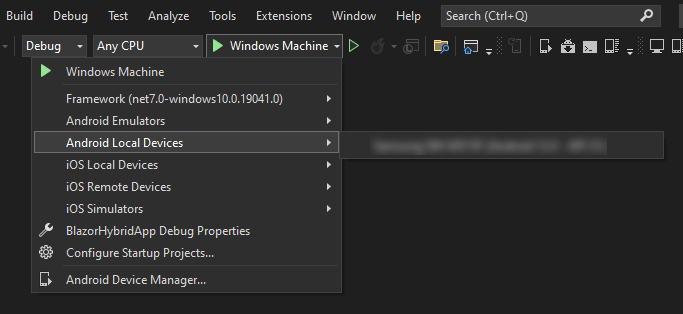 Build Debug Test Analyze Tools Extensions Window Help Search (Ctrl+Q)
Debug Any CPU Windows Machine
Windows Machine
Framework (net7.0-windows10.0.19041.0)
Android Emulators
Android Local Devices
iOS Local Devices
iOS Remote Devices
iOS Simulators
BlazorHybridApp Debug Properties
Configure Startup Projects...
Android Device Manager...